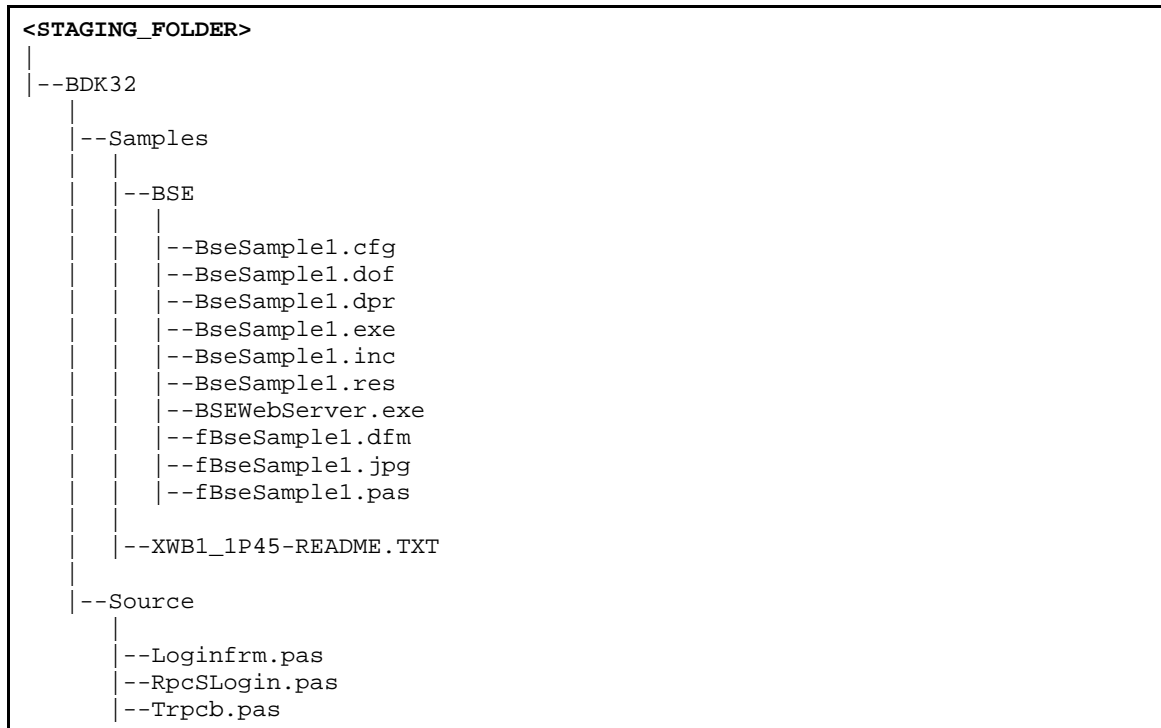 <STAGING_FOLDER>
|
|--BDK32
   |
   |--Samples
   |  |
   |  |--BSE
   |  |  |
   |  |  |--BseSample1.cfg
   |  |  |--BseSample1.dof
   |  |  |--BseSample1.dpr
   |  |  |--BseSample1.exe
   |  |  |--BseSample1.inc
   |  |  |--BseSample1.res
   |  |  |--BSEWebServer.exe
   |  |  |--fBseSample1.dfm
   |  |  |--fBseSample1.jpg
   |  |  |--fBseSample1.pas
   |  |
   |  |--XWB1_1P45-README.TXT
   |
   |--Source
      |
      |--Loginfrm.pas
      |--RpcSLogin.pas
      |--Trpcb.pas